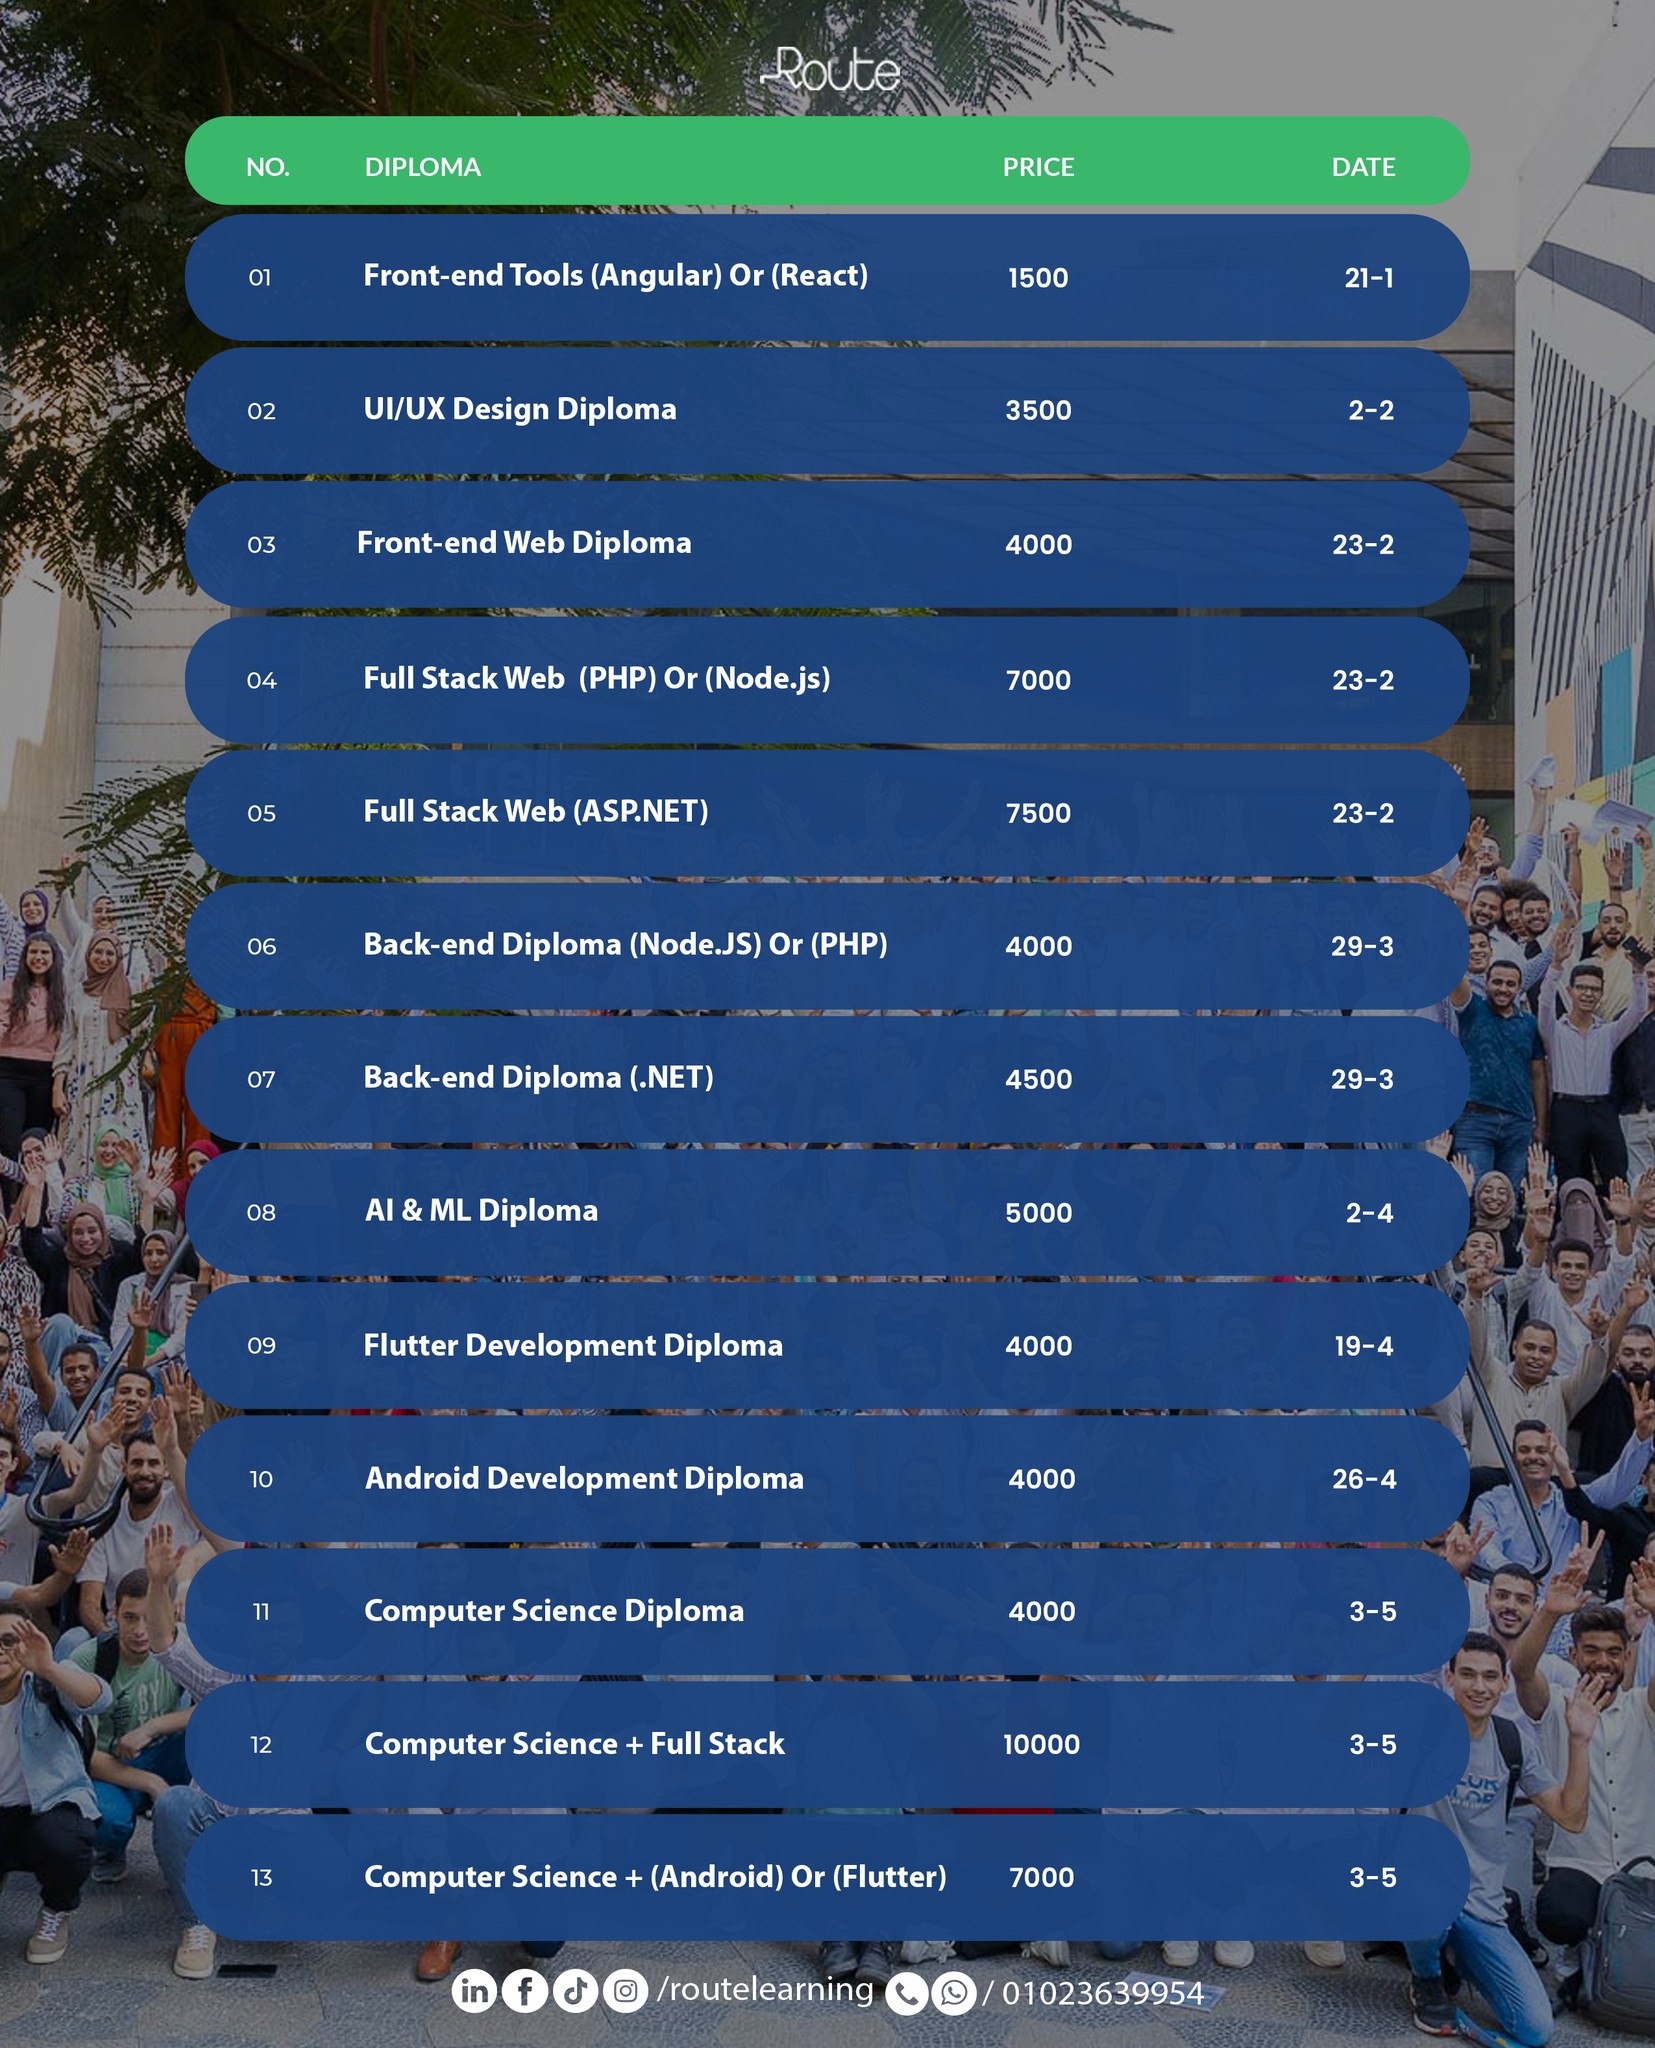 Route
NO. DIPLOMA PRICE DATE
01 Front-end Tools (Angular) Or (React) 1500 21-1
02 UI/UX Design Diploma 3500 2-2
03 Front-end Web Diploma 4000 23-2
04 Full Stack Web (PHP) Or (Node.js) 7000 23-2
05 Full Stack Web (ASP.NET) 7500 23-2
06 Back-end Diploma (Node.JS) Or (PHP) 4000 29-3
07 Back-end Diploma (.NET) 4500 29-3
08 AI & ML Diploma 5000 2-4
09 Flutter Development Diploma 4000 19-4
10 Android Development Diploma 4000 26-4
11 Computer Science Diploma 4000 3-5
12 Computer Science + Full Stack 10000 3-5
13 Computer Science + (Android) Or (Flutter) 7000 3-5
/routelearning / 01023639954